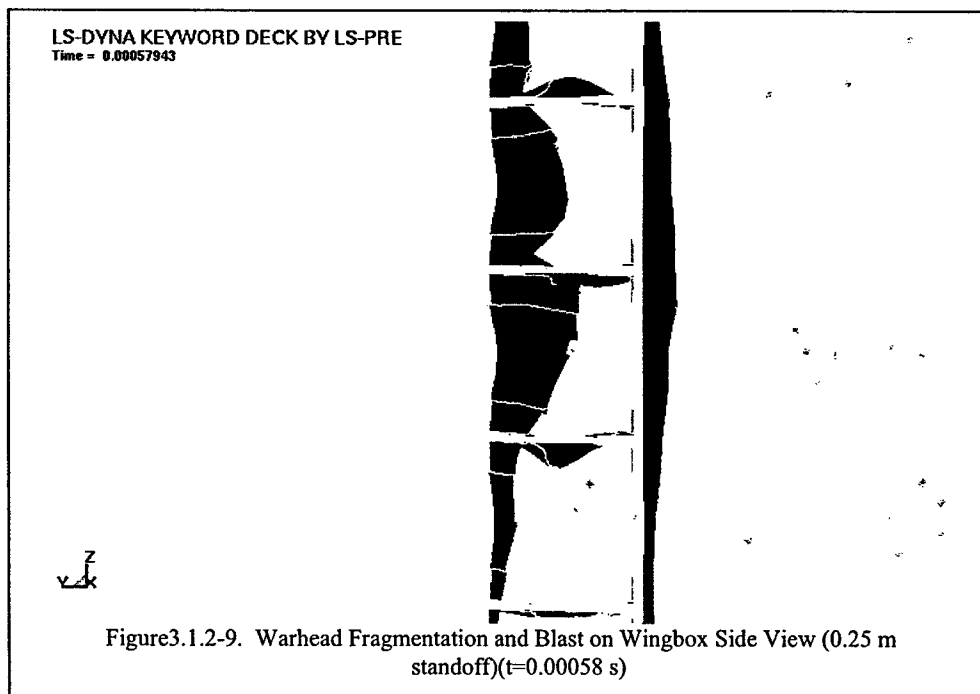 LS-DYNA KEYWORD DECK BY LS-PRE
Time = 0.00057943
Z
Y X
Figure3.1.2-9. Warhead Fragmentation and Blast on Wingbox Side View (0.25 m
standoff)(t=0.00058 s)